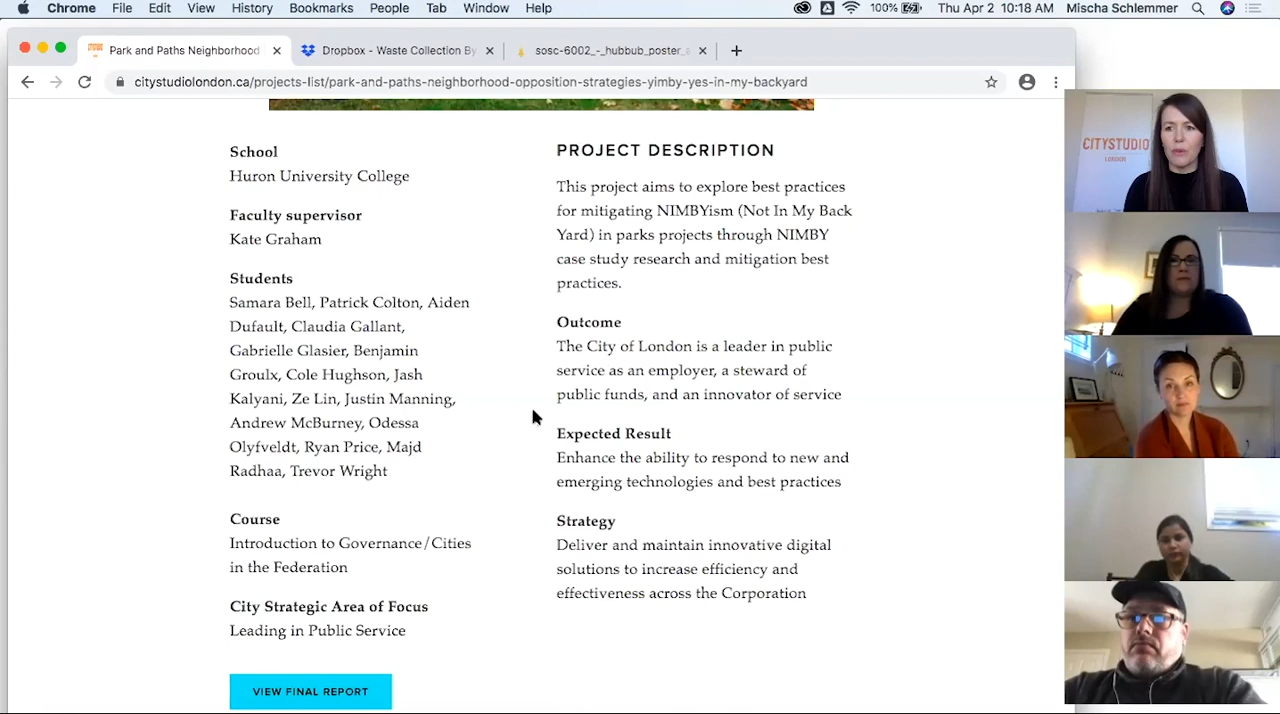 Chrome File Edit View History Bookmarks People Tab Window Help 100% Thu Apr 2 10:18 AM Mischa Schlemmer
Park and Paths Neighborhood Dropbox - Waste Collection By sosc-6002_-_hubbub_poster_
citystudiolondon.ca/projects-list/park-and-paths-neighborhood-opposition-strategies-yimby-yes-in-my-backyard
School
Huron University College
Faculty supervisor
Kate Graham
Students
Samara Bell, Patrick Colton, Aiden
Dufault, Claudia Gallant,
Gabrielle Glasier, Benjamin
Groulx, Cole Hughson, Jash
Kalyani, Ze Lin, Justin Manning,
Andrew McBurney, Odessa
Olyfveldt, Ryan Price, Majd
Radhaa, Trevor Wright
Course
Introduction to Governance/Cities
in the Federation
City Strategic Area of Focus
Leading in Public Service
VIEW FINAL REPORT
PROJECT DESCRIPTION
This project aims to explore best practices
for mitigating NIMBYism (Not In My Back
Yard) in parks projects through NIMBY
case study research and mitigation best
practices.
Outcome
The City of London is a leader in public
service as an employer, a steward of
public funds, and an innovator of service
Expected Result
Enhance the ability to respond to new and
emerging technologies and best practices
Strategy
Deliver and maintain innovative digital
solutions to increase efficiency and
effectiveness across the Corporation
CITYSTUDIO
LONDON